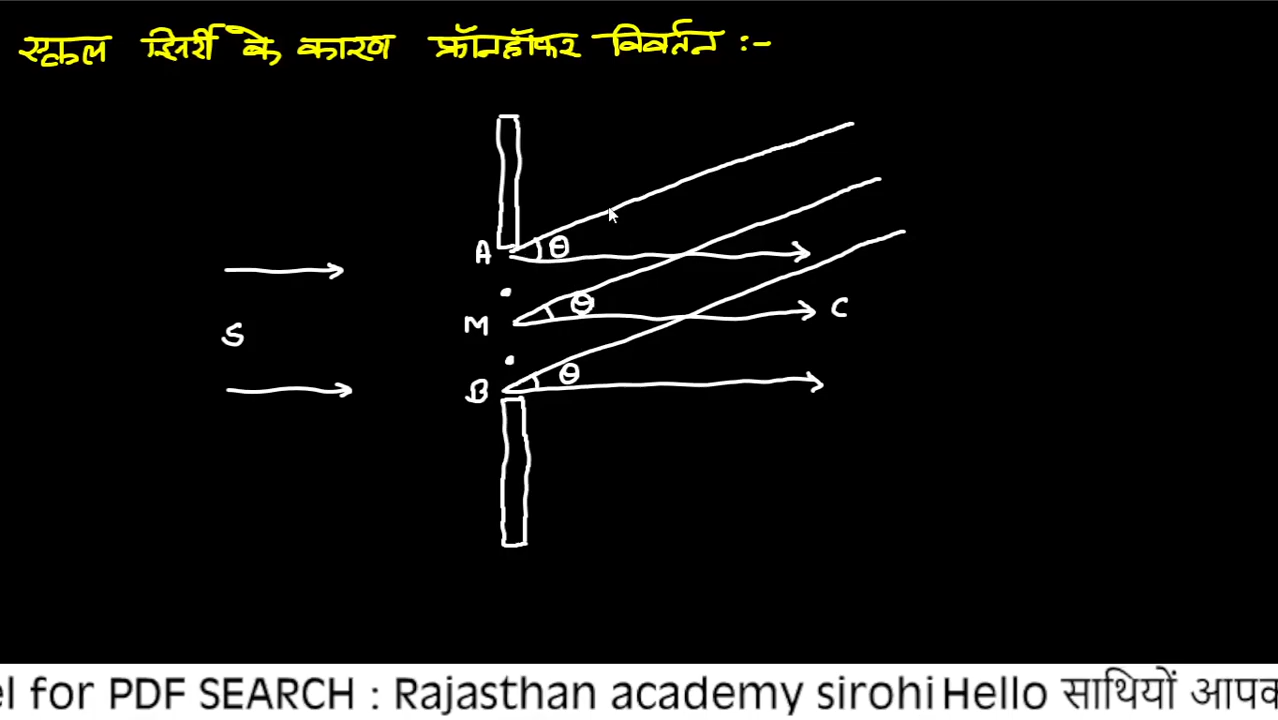 एकल झिर्री के कारण फ्रॉनहॉफर विवर्तन :-
A θ
M θ C
S
B θ
el for PDF SEARCH : Rajasthan academy sirohi Hello साथियों आपक